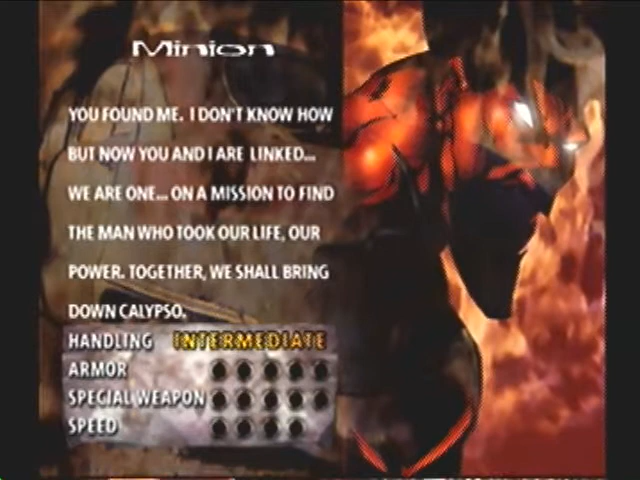 Minion
YOU FOUND ME. I DON'T KNOW HOW
BUT NOW YOU AND I ARE LINKED...
WE ARE ONE... ON A MISSION TO FIND
THE MAN WHO TOOK OUR LIFE, OUR
POWER. TOGETHER, WE SHALL BRING
DOWN CALYPSO.
HANDLING INTERMEDIATE
ARMOR
SPECIAL WEAPON
SPEED